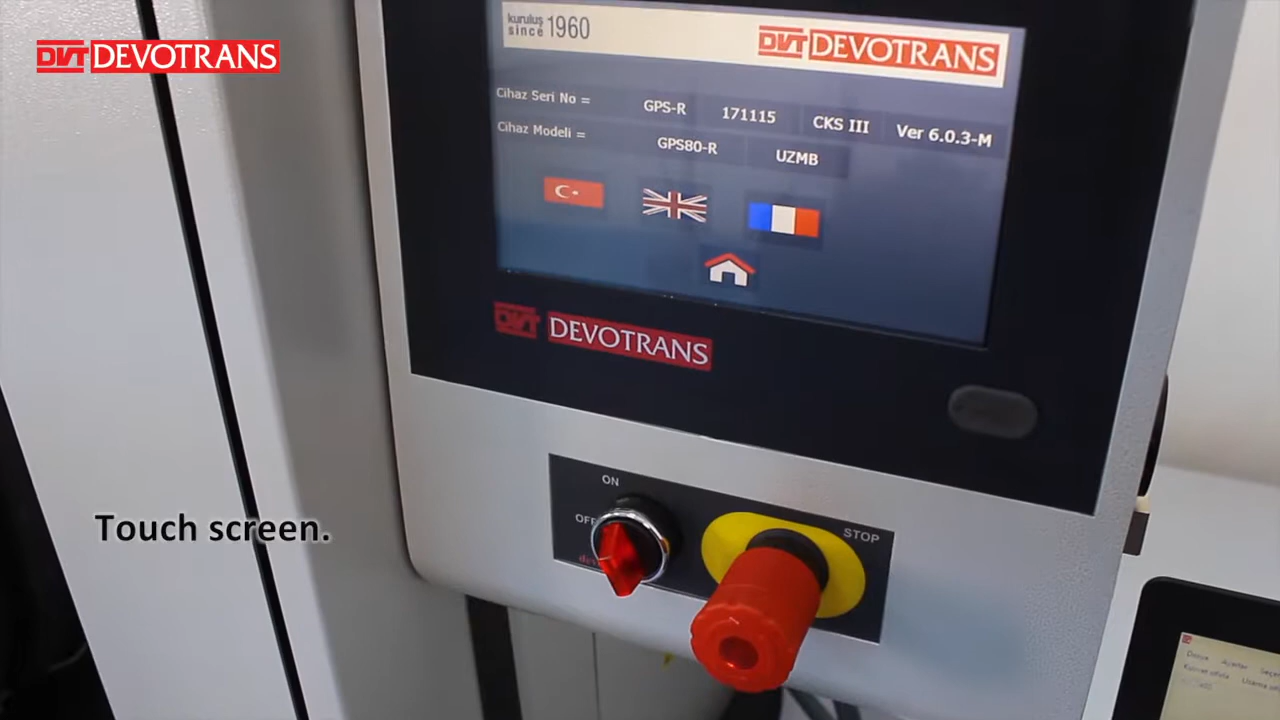 DVT DEVOTRANS
kuruluş
since 1960
DVT DEVOTRANS
Cihaz Seri No = GPS-R 171115 CKS III Ver 6.0.3-M
Cihaz Modeli = GPS80-R UZMB
DVT DEVOTRANS
ON
OFF
STOP
Touch screen.